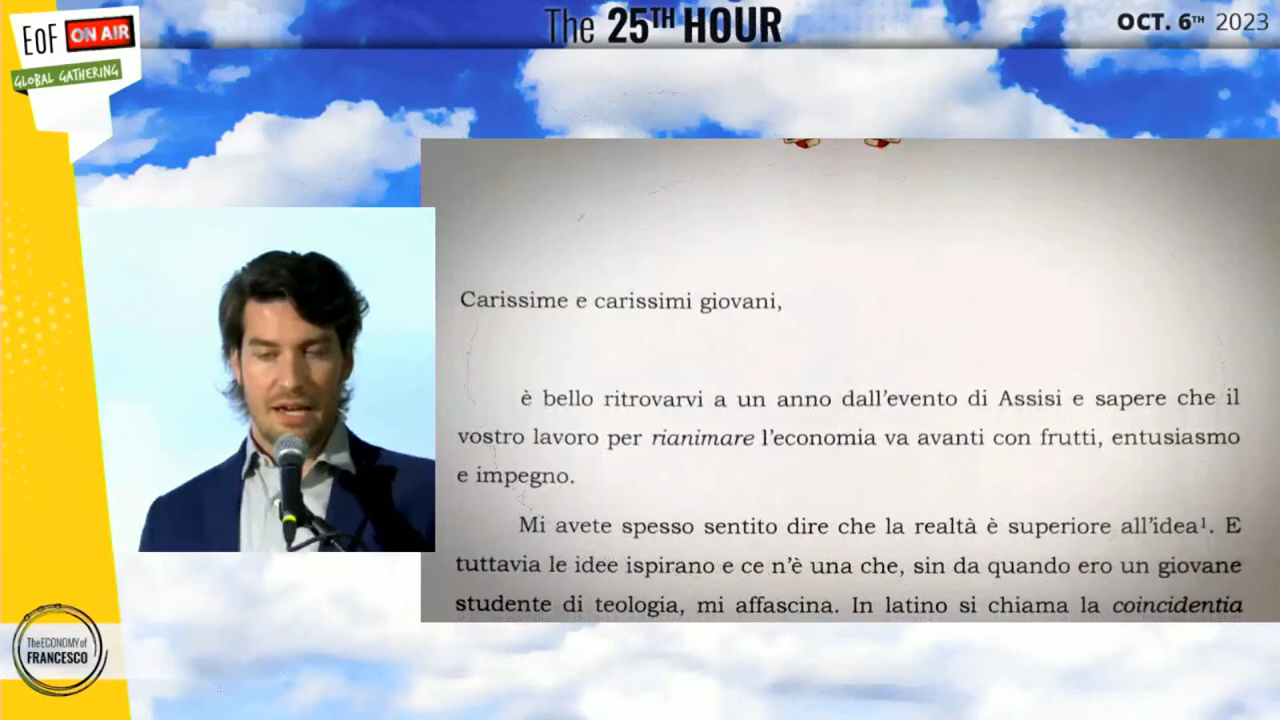 EoF ON AIR
GLOBAL GATHERING
The 25TH HOUR
OCT. 6TH 2023
Carissime e carissimi giovani,
è bello ritrovarvi a un anno dall'evento di Assisi e sapere che il
vostro lavoro per rianimare l'economia va avanti con frutti, entusiasmo
e impegno.
Mi avete spesso sentito dire che la realtà è superiore all'idea¹. E
tuttavia le idee ispirano e ce n'è una che, sin da quando ero un giovane
studente di teologia, mi affascina. In latino si chiama la coincidentia
The ECONOMY of
FRANCESCO